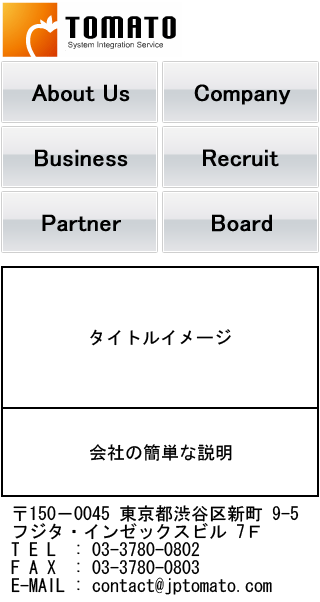 TOMATO
System Integration Service
About Us
Company
Business
Recruit
Partner
Board
タイトルイメージ
会社の簡単な説明
〒150－0045 東京都渋谷区新町 9-5
フジタ・インゼックスビル 7Ｆ
ＴＥＬ : 03-3780-0802
ＦＡＸ : 03-3780-0803
E-MAIL : contact@jptomato.com